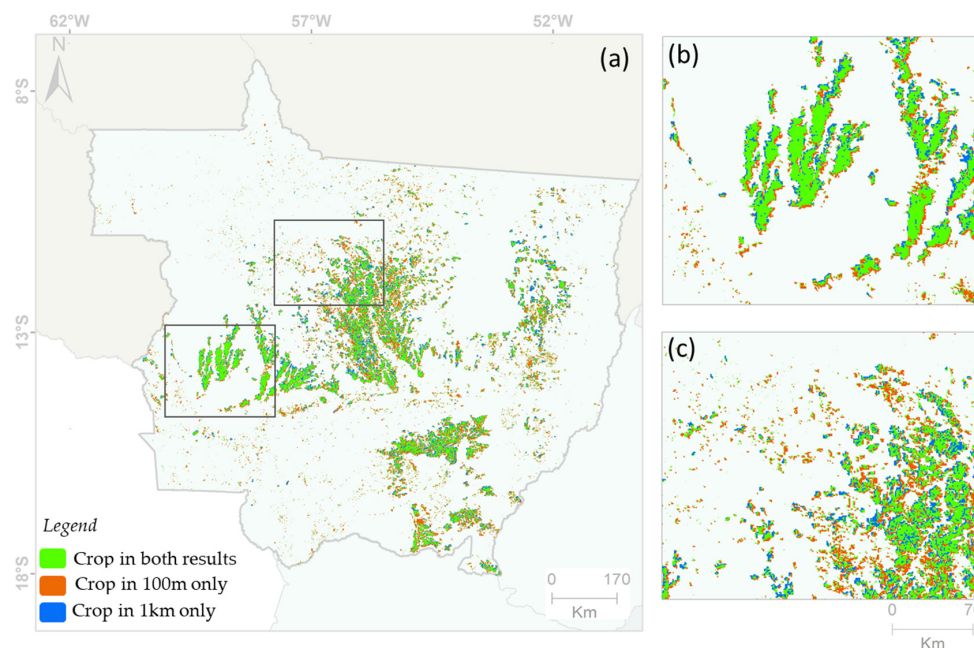 62°W 57°W 52°W
N
(a)
(b)
8°S
13°S
(c)
Legend
Crop in both results
Crop in 100m only
Crop in 1km only
18°S
0 170
Km
0 7
Km